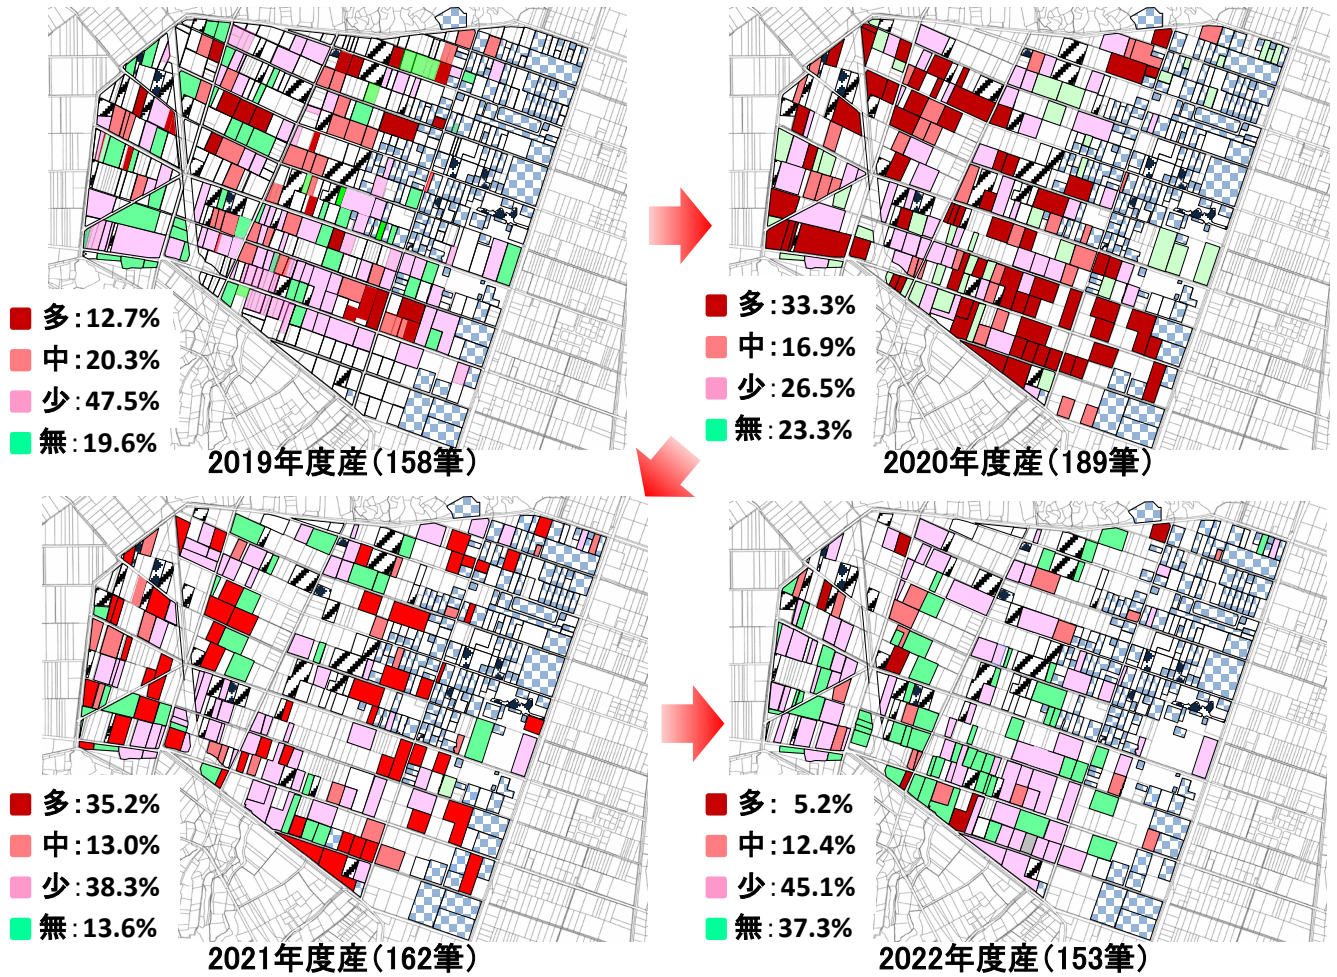 多:12.7%
中:20.3%
少:47.5%
無:19.6%
2019年度産(158筆)
多:33.3%
中:16.9%
少:26.5%
無:23.3%
2020年度産(189筆)
多:35.2%
中:13.0%
少:38.3%
無:13.6%
2021年度産(162筆)
多: 5.2%
中:12.4%
少:45.1%
無:37.3%
2022年度産(153筆)